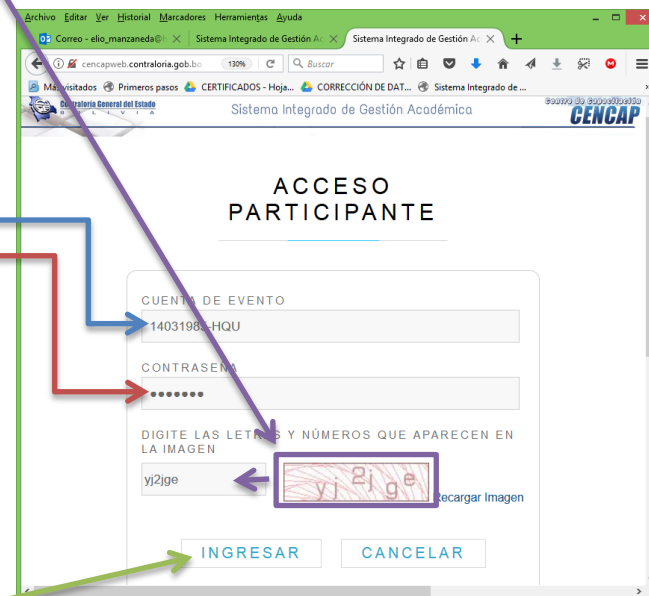 Archivo Editar Ver Historial Marcadores Herramientas Ayuda
Correo - elio_manzaneda@h
Sistema Integrado de Gestión Ac
Sistema Integrado de Gestión Ac
cencapweb.contraloria.gob.bo
130%
Buscar
Más visitados Primeros pasos CERTIFICADOS - Hoja... CORRECCIÓN DE DAT... Sistema Integrado de ...
Contraloría General del Estado
BOLIVIA
Sistema Integrado de Gestión Académica
Centro de Capacitación
CENCAP
ACCESO
PARTICIPANTE
CUENTA DE EVENTO
-HQU
CONTRASEÑA
•••••••
DIGITE LAS LETRAS Y NÚMEROS QUE APARECEN EN
LA IMAGEN
yj2jge
yj2jge
Recargar Imagen
INGRESAR CANCELAR